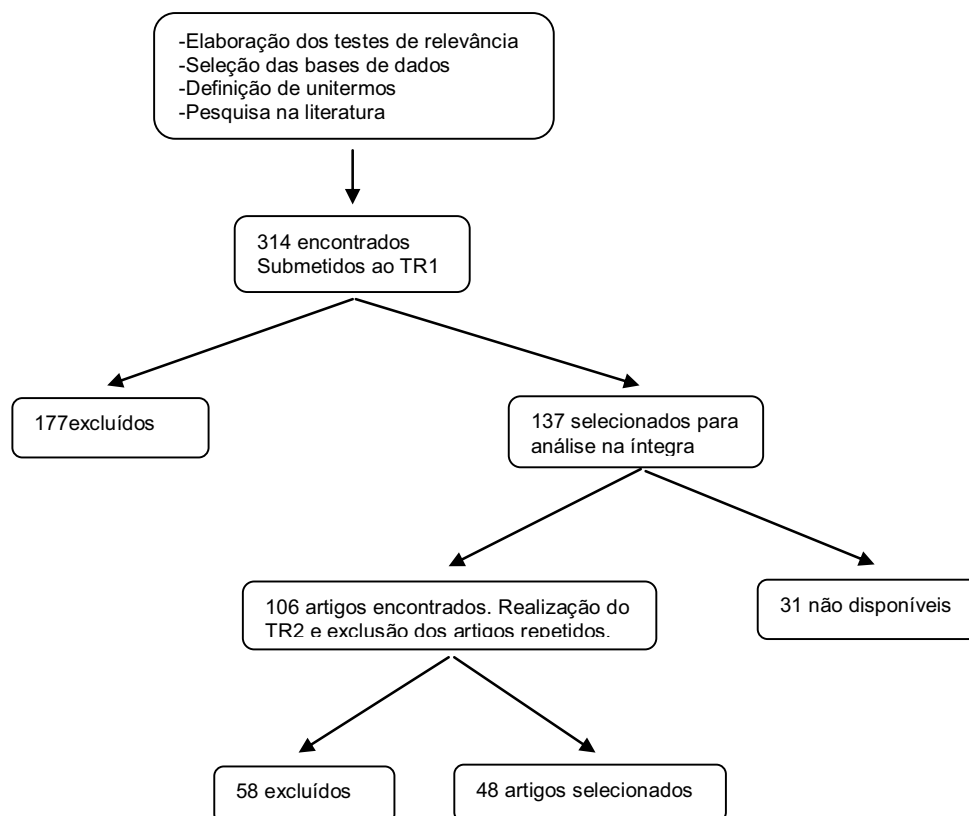 -Elaboração dos testes de relevância
-Seleção das bases de dados
-Definição de unitermos
-Pesquisa na literatura
314 encontrados
Submetidos ao TR1
177excluídos
137 selecionados para
análise na íntegra
106 artigos encontrados. Realização do
TR2 e exclusão dos artigos repetidos.
31 não disponíveis
58 excluídos
48 artigos selecionados